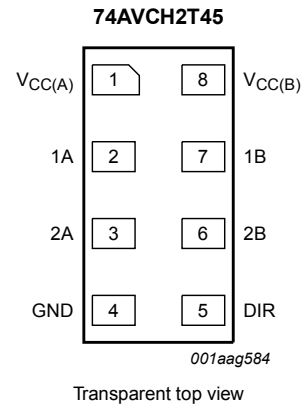 74AVCH2T45
VCC(A) 1 8 VCC(B)
1A 2 7 1B
2A 3 6 2B
GND 4 5 DIR
001aag584
Transparent top view